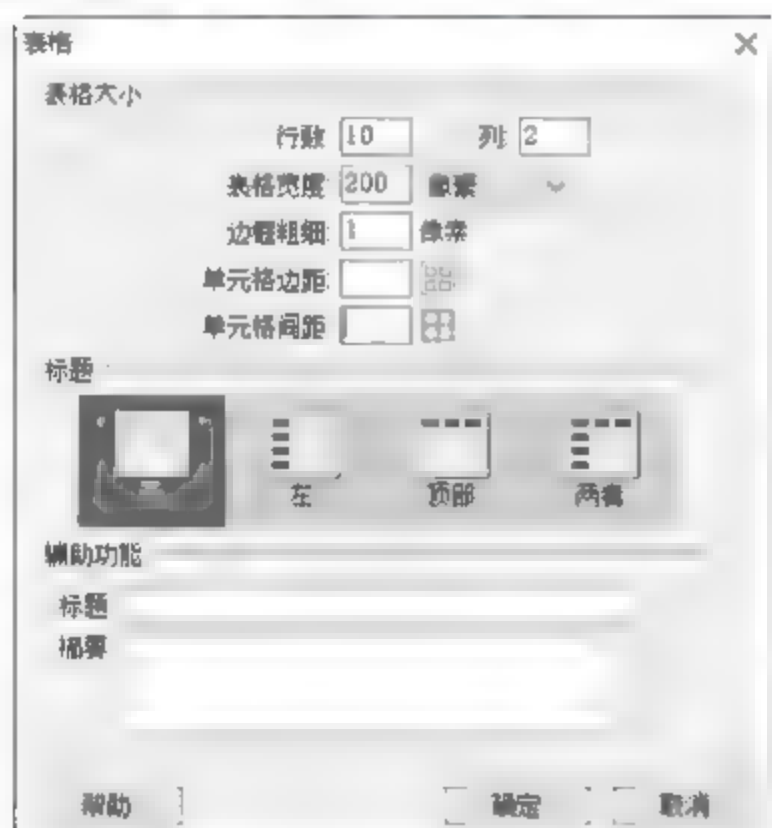 表格
表格大小
行数 10 列: 2
表格宽度: 200 像素
边框粗细: 1 像素
单元格边距:
单元格间距:
标题
左 顶部 两者
辅助功能
标题
摘要
帮助 确定 取消